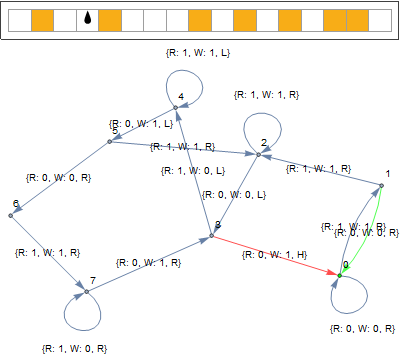 {R: 1, W: 1, L}
4
{R: 1, W: 1, R}
{R: 0, W: 1, L}
5
{R: 1, W: 1, R}
2
{R: 1, W: 0, L}
{R: 1, W: 1, R}
1
{R: 0, W: 0, R}
{R: 0, W: 0, L}
6
3
{R: 1, W: 1, R}
{R: 0, W: 0, R}
{R: 1, W: 1, R}
{R: 0, W: 1, H}
{R: 0, W: 1, R}
0
7
{R: 0, W: 0, R}
{R: 1, W: 0, R}